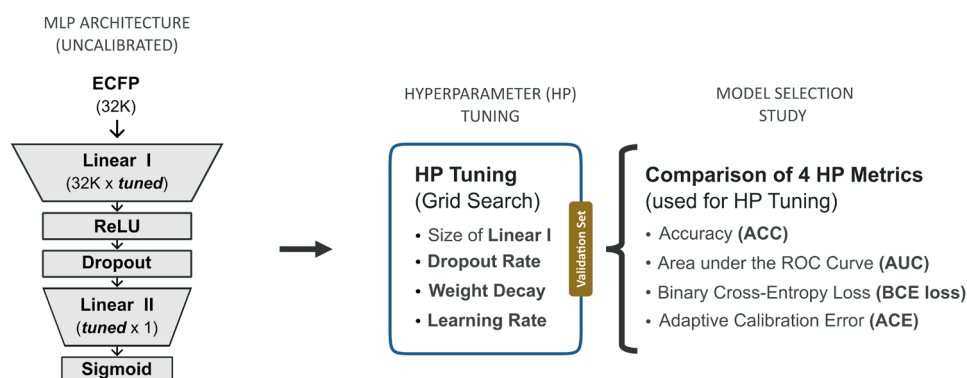 MLP ARCHITECTURE
(UNCALIBRATED)
ECFP
(32K)
Linear I
(32K x tuned)
ReLU
Dropout
Linear II
(tuned x 1)
Sigmoid
HYPERPARAMETER (HP)
TUNING
HP Tuning
(Grid Search)
• Size of Linear I
• Dropout Rate
• Weight Decay
• Learning Rate
Validation Set
MODEL SELECTION
STUDY
Comparison of 4 HP Metrics
(used for HP Tuning)
• Accuracy (ACC)
• Area under the ROC Curve (AUC)
• Binary Cross-Entropy Loss (BCE loss)
• Adaptive Calibration Error (ACE)